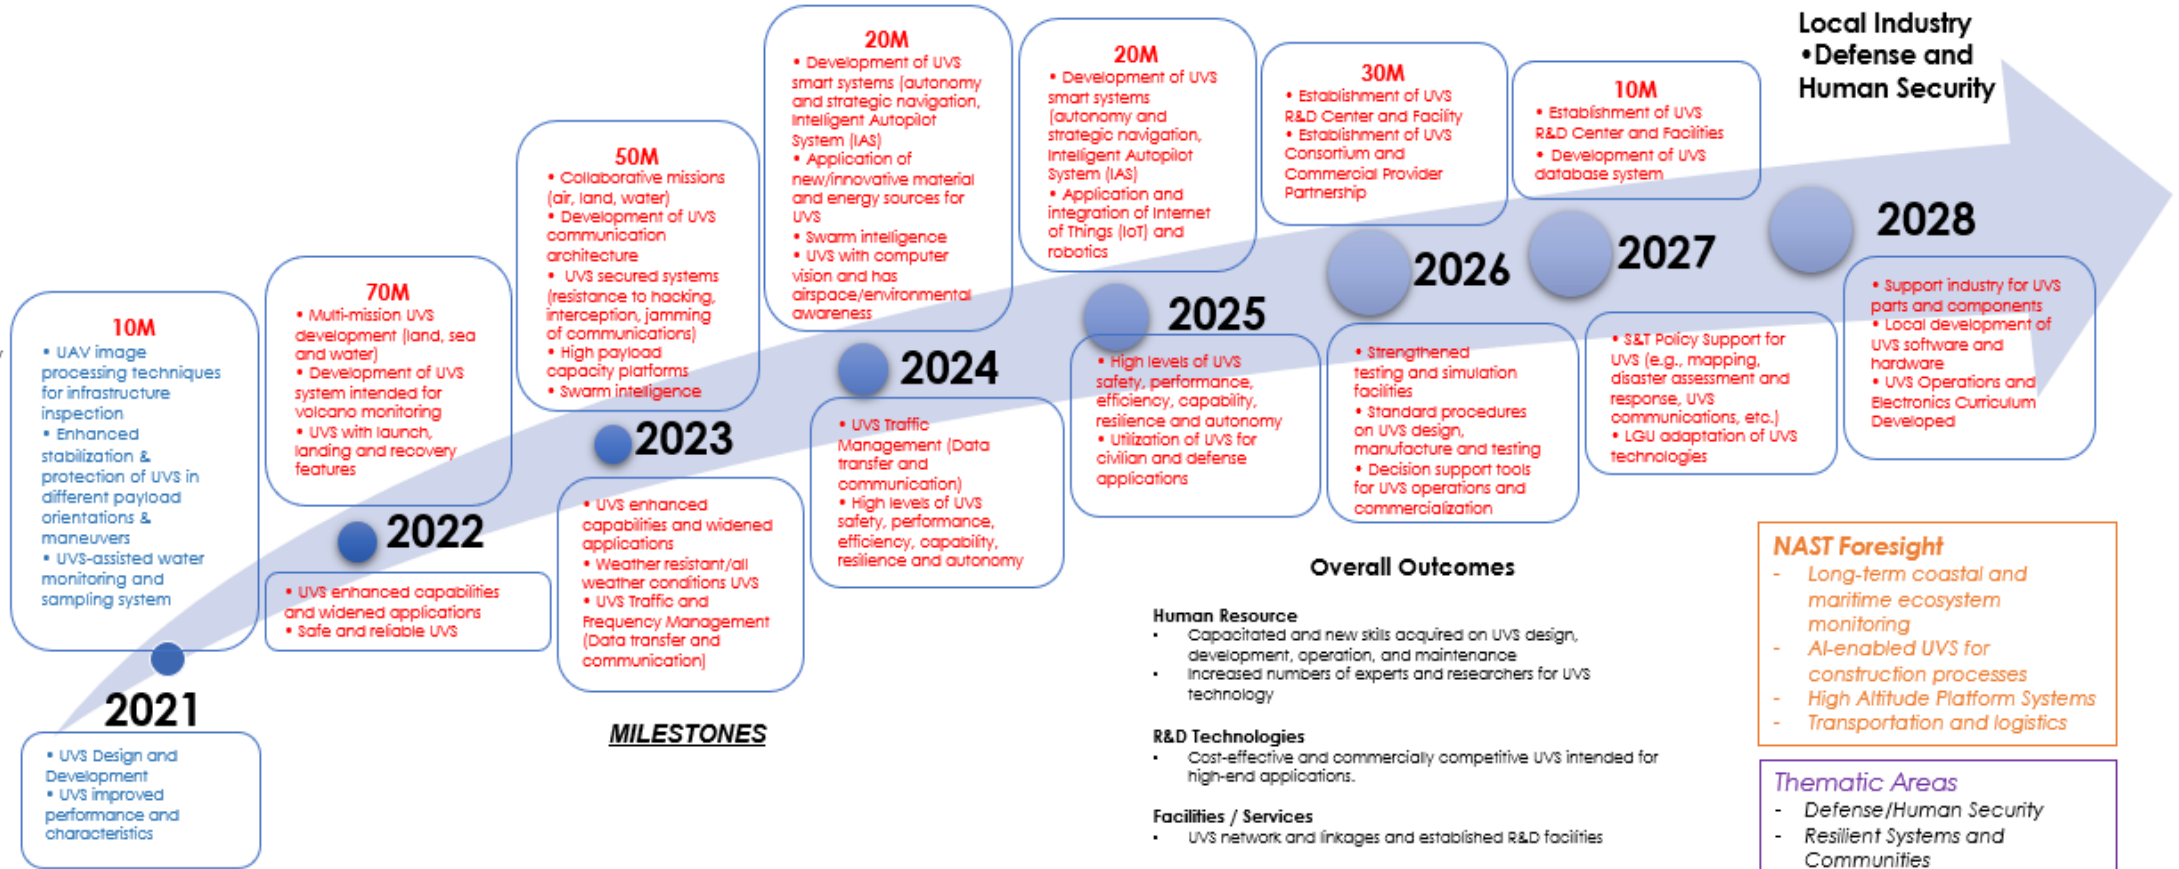 Local Industry
•Defense and
Human Security
10M
• UAV image
processing techniques
for infrastructure
inspection
• Enhanced
stabilization &
protection of UVS in
different payload
orientations &
maneuvers
• UVS-assisted water
monitoring and
sampling system
2021
• UVS Design and
Development
• UVS improved
performance and
characteristics
70M
• Multi-mission UVS
development (land, sea
and water)
• Development of UVS
system intended for
volcano monitoring
• UVS with launch,
landing and recovery
features
2022
• UVS enhanced capabilities
and widened applications
• Safe and reliable UVS
50M
• Collaborative missions
(air, land, water)
• Development of UVS
communication
architecture
• UVS secured systems
(resistance to hacking,
interception, jamming
of communications)
• High payload
capacity platforms
• Swarm intelligence
2023
• UVS enhanced
capabilities and widened
applications
• Weather resistant/all
weather conditions UVS
• UVS Traffic and
Frequency Management
(Data transfer and
communication)
20M
• Development of UVS
smart systems (autonomy
and strategic navigation,
Intelligent Autopilot
System (IAS)
• Application of
new/innovative material
and energy sources for
UVS
• Swarm intelligence
• UVS with computer
vision and has
airspace/environmental
awareness
2024
• UVS Traffic
Management (Data
transfer and
communication)
• High levels of UVS
safety, performance,
efficiency, capability,
resilience and autonomy
20M
• Development of UVS
smart systems
(autonomy and
strategic navigation,
Intelligent Autopilot
System (IAS)
• Application and
integration of Internet
of Things (IoT) and
robotics
2025
• High levels of UVS
safety, performance,
efficiency, capability,
resilience and autonomy
• Utilization of UVS for
civilian and defense
applications
30M
• Establishment of UVS
R&D Center and Facility
• Establishment of UVS
Consortium and
Commercial Provider
Partnership
2026
• Strengthened
testing and simulation
facilities
• Standard procedures
on UVS design,
manufacture and testing
• Decision support tools
for UVS operations and
commercialization
10M
• Establishment of UVS
R&D Center and Facilities
• Development of UVS
database system
2027
• S&T Policy Support for
UVS (e.g., mapping,
disaster assessment and
response, UVS
communications, etc.)
• LGU adaptation of UVS
technologies
2028
• Support industry for UVS
parts and components
• Local development of
UVS software and
hardware
• UVS Operations and
Electronics Curriculum
Developed
MILESTONES
Overall Outcomes
Human Resource
• Capacitated and new skills acquired on UVS design,
development, operation, and maintenance
• Increased numbers of experts and researchers for UVS
technology
R&D Technologies
• Cost-effective and commercially competitive UVS intended for
high-end applications.
Facilities / Services
• UVS network and linkages and established R&D facilities
NAST Foresight
- Long-term coastal and
maritime ecosystem
monitoring
- AI-enabled UVS for
construction processes
- High Altitude Platform Systems
- Transportation and logistics
Thematic Areas
- Defense/Human Security
- Resilient Systems and
Communities